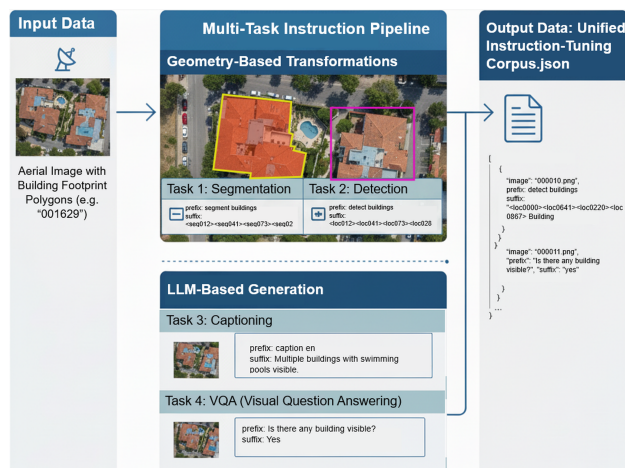 Input Data
Aerial Image with
Building Footprint
Polygons (e.g.
“001629”)
Multi-Task Instruction Pipeline
Geometry-Based Transformations
Task 1: Segmentation
prefix: segment buildings
suffix:
<seg012><seg041><seg073><seg02
Task 2: Detection
prefix: detect buildings
suffix:
<loc012><loc041><loc073><loc028
LLM-Based Generation
Task 3: Captioning
prefix: caption en
suffix: Multiple buildings with swimming
pools visible.
Task 4: VQA (Visual Question Answering)
prefix: Is there any building visible?
suffix: Yes
Output Data: Unified
Instruction-Tuning
Corpus.json
[
{
"image": "000010.png",
prefix: detect buildings
suffix:
"<loc0000><loc0641><loc0220><loc
0867> Building
}
}
}
"image": "000011.png",
"prefix": "Is there any building
visible?", "suffix": "yes"
}
}
...
}